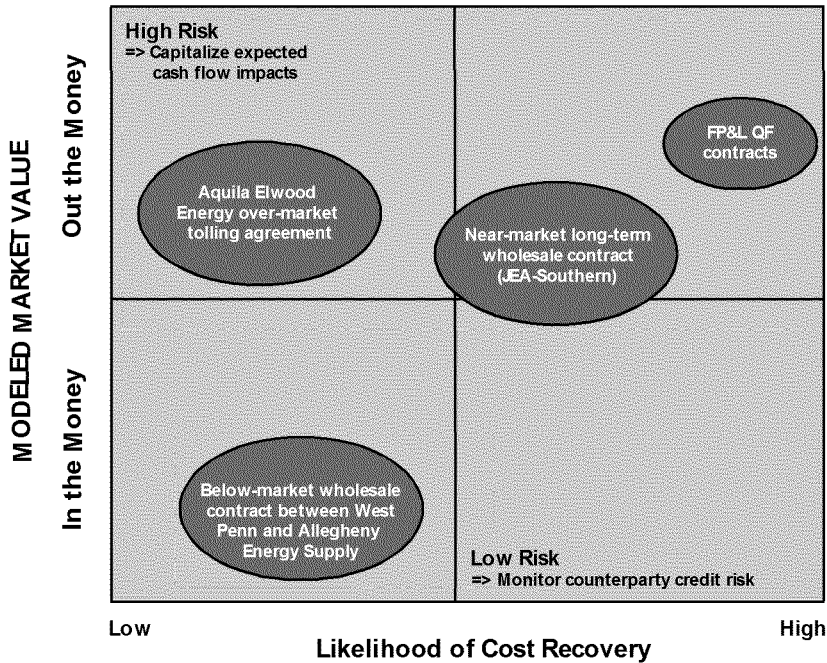 High Risk
=> Capitalize expected
cash flow impacts
FP&L QF
contracts
Aquila Elwood
Energy over-market
tolling agreement
Near-market long-term
wholesale contract
(JEA-Southern)
MODELED MARKET VALUE
Out the Money
In the Money
Below-market wholesale
contract between West
Penn and Allegheny
Energy Supply
Low Risk
=> Monitor counterparty credit risk
Low
High
Likelihood of Cost Recovery